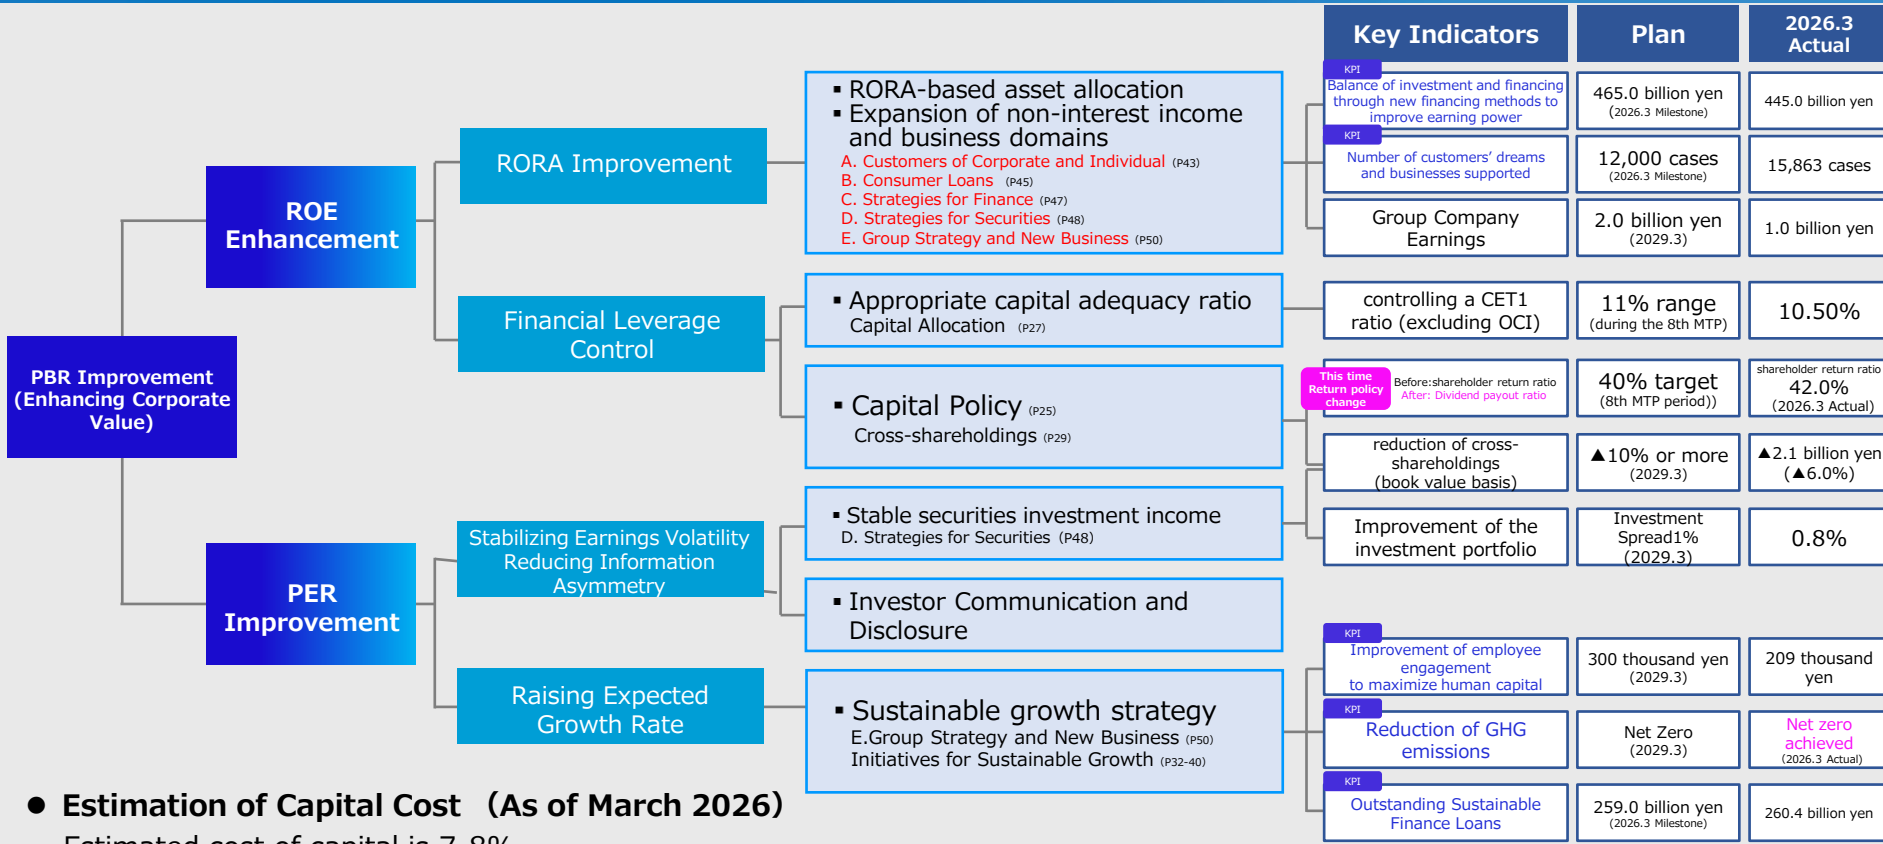 Key Indicators
Plan
2026.3
Actual
PBR Improvement
(Enhancing Corporate
Value)
ROE
Enhancement
RORA Improvement
▪ RORA-based asset allocation
▪ Expansion of non-interest income
and business domains
A. Customers of Corporate and Individual (P43)
B. Consumer Loans (P45)
C. Strategies for Finance (P47)
D. Strategies for Securities (P48)
E. Group Strategy and New Business (P50)
KPI
Balance of investment and financing
through new financing methods to
improve earning power
465.0 billion yen
(2026.3 Milestone)
445.0 billion yen
KPI
Number of customers’ dreams
and businesses supported
12,000 cases
(2026.3 Milestone)
15,863 cases
Group Company
Earnings
2.0 billion yen
(2029.3)
1.0 billion yen
Financial Leverage
Control
▪ Appropriate capital adequacy ratio
Capital Allocation (P27)
controlling a CET1
ratio (excluding OCI)
11% range
(during the 8th MTP)
10.50%
▪ Capital Policy (P25)
Cross-shareholdings (P29)
This time
Return policy
change
Before:shareholder return ratio
After: Dividend payout ratio
40% target
(8th MTP period))
shareholder return ratio
42.0%
(2026.3 Actual)
reduction of cross-
shareholdings
(book value basis)
▲10% or more
(2029.3)
▲2.1 billion yen
(▲6.0%)
PER
Improvement
Stabilizing Earnings Volatility
Reducing Information
Asymmetry
▪ Stable securities investment income
D. Strategies for Securities (P48)
Improvement of the
investment portfolio
Investment
Spread1%
(2029.3)
0.8%
▪ Investor Communication and
Disclosure
Raising Expected
Growth Rate
▪ Sustainable growth strategy
E.Group Strategy and New Business (P50)
Initiatives for Sustainable Growth (P32-40)
KPI
Improvement of employee
engagement
to maximize human capital
300 thousand yen
(2029.3)
209 thousand
yen
KPI
Reduction of GHG
emissions
Net Zero
(2029.3)
Net zero
achieved
(2026.3 Actual)
KPI
Outstanding Sustainable
Finance Loans
259.0 billion yen
(2026.3 Milestone)
260.4 billion yen
● Estimation of Capital Cost （As of March 2026）
Estimated cost of capital is 7-8%